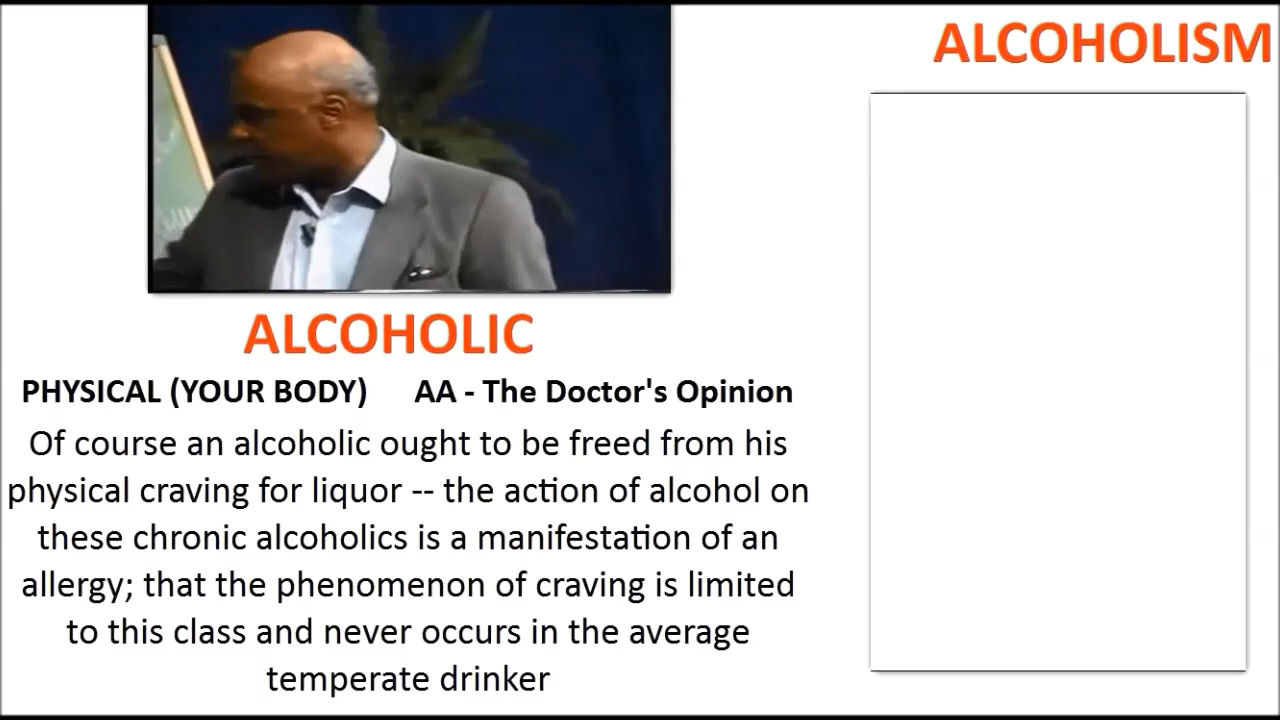 ALCOHOLISM
ALCOHOLIC
PHYSICAL (YOUR BODY) AA - The Doctor's Opinion
Of course an alcoholic ought to be freed from his
physical craving for liquor -- the action of alcohol on
these chronic alcoholics is a manifestation of an
allergy; that the phenomenon of craving is limited
to this class and never occurs in the average
temperate drinker